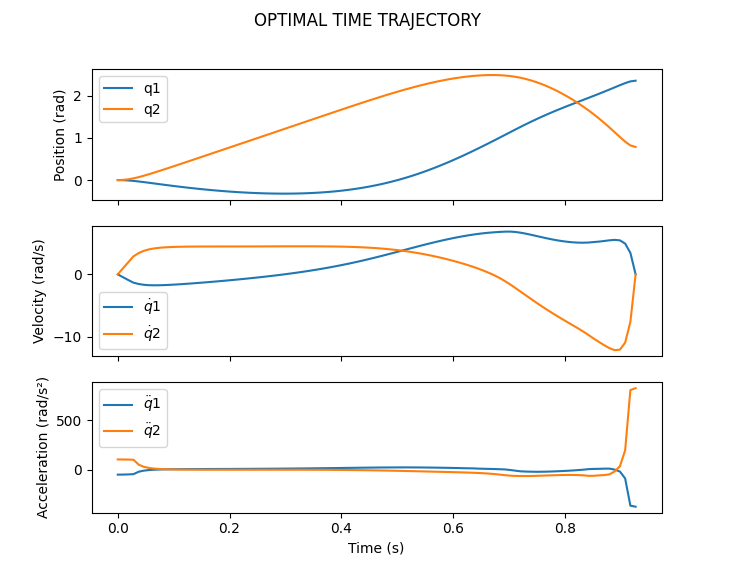 OPTIMAL TIME TRAJECTORY
Position (rad)
2
1
0
q1
q2
Velocity (rad/s)
0
−10
q̇1
q̇2
Acceleration (rad/s²)
500
0
q̈1
q̈2
0.0 0.2 0.4 0.6 0.8
Time (s)